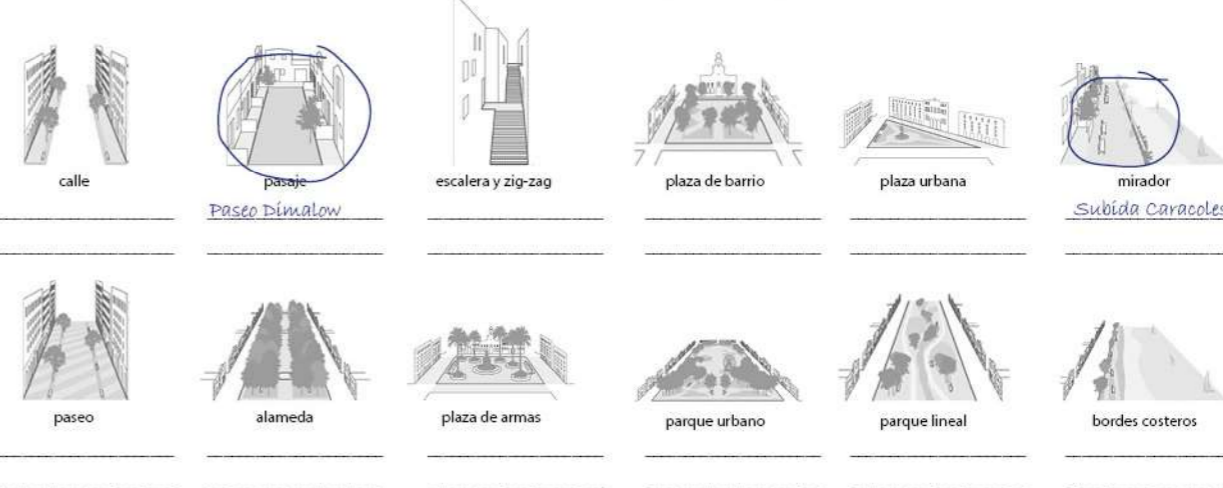 calle
pasaje
escalera y zig-zag
plaza de barrio
plaza urbana
mirador
Paseo Dimalow
Subida Caracoles
paseo
alameda
plaza de armas
parque urbano
parque lineal
bordes costeros